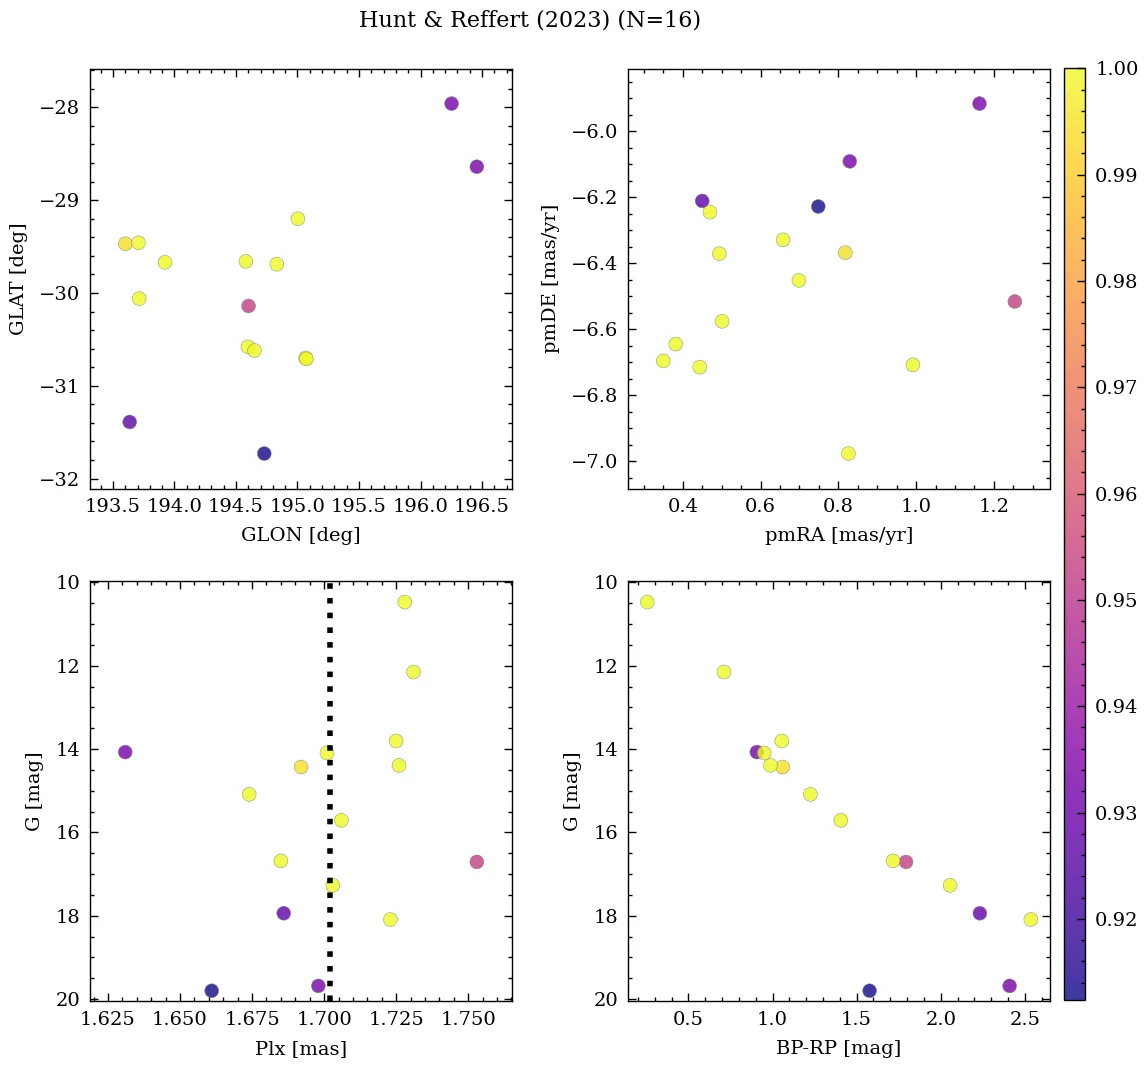 Hunt & Reffert (2023) (N=16)
−28
−29
−30
−31
−32
GLAT [deg]
193.5 194.0 194.5 195.0 195.5 196.0 196.5
GLON [deg]
−6.0
−6.2
−6.4
−6.6
−6.8
−7.0
pmDE [mas/yr]
0.4 0.6 0.8 1.0 1.2
pmRA [mas/yr]
1.00
0.99
0.98
0.97
0.96
0.95
0.94
0.93
0.92
10
12
14
16
18
20
G [mag]
1.625 1.650 1.675 1.700 1.725 1.750
Plx [mas]
10
12
14
16
18
20
G [mag]
0.5 1.0 1.5 2.0 2.5
BP-RP [mag]